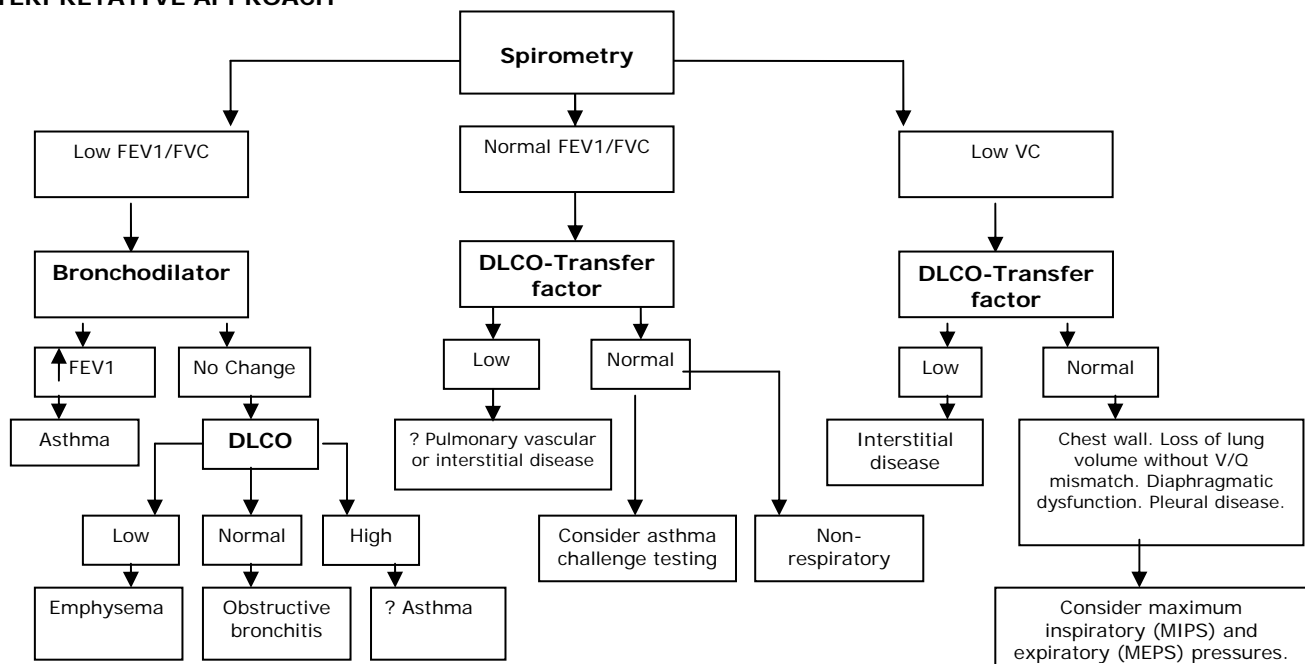 Spirometry
Low FEV1/FVC
Normal FEV1/FVC
Low VC
Bronchodilator
DLCO-Transfer
factor
DLCO-Transfer
factor
FEV1
No Change
Low
Normal
Low
Normal
Asthma
DLCO
? Pulmonary vascular
or interstitial disease
Interstitial
disease
Chest wall. Loss of lung
volume without V/Q
mismatch. Diaphragmatic
dysfunction. Pleural disease.
Low
Normal
High
Consider asthma
challenge testing
Non-
respiratory
Emphysema
Obstructive
bronchitis
? Asthma
Consider maximum
inspiratory (MIPS) and
expiratory (MEPS) pressures.